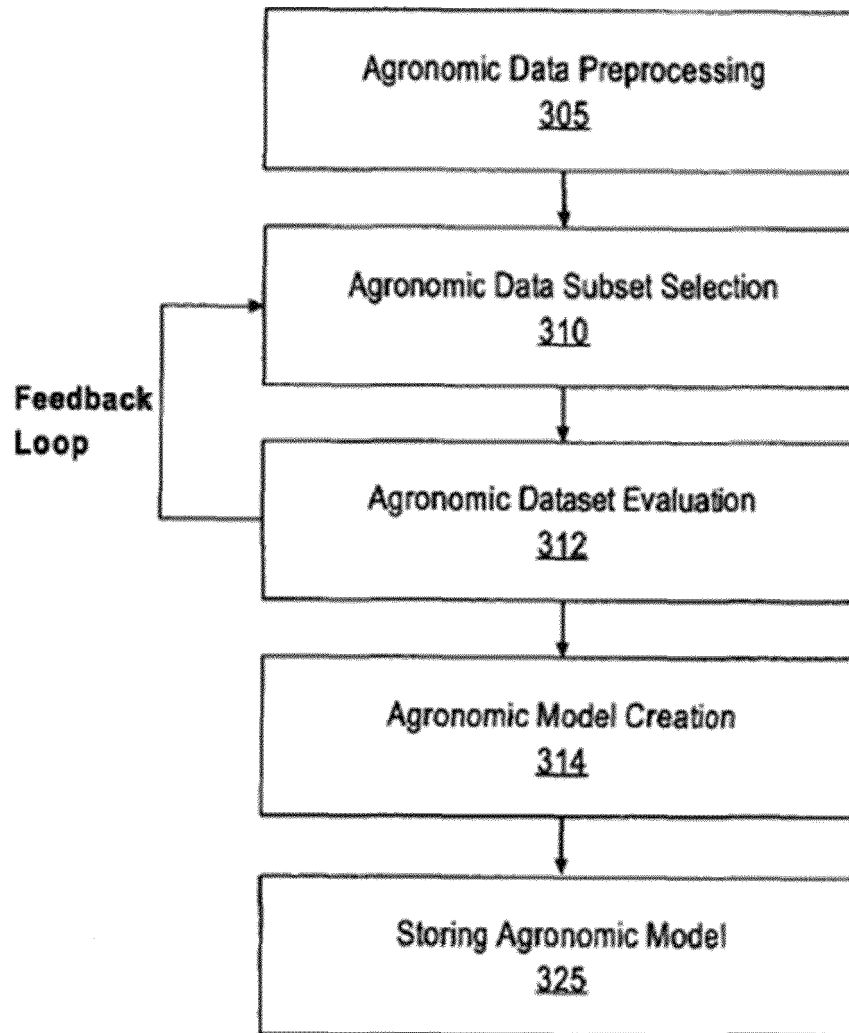 Agronomic Data Preprocessing
305
Agronomic Data Subset Selection
310
Feedback
Loop
Agronomic Dataset Evaluation
312
Agronomic Model Creation
314
Storing Agronomic Model
325